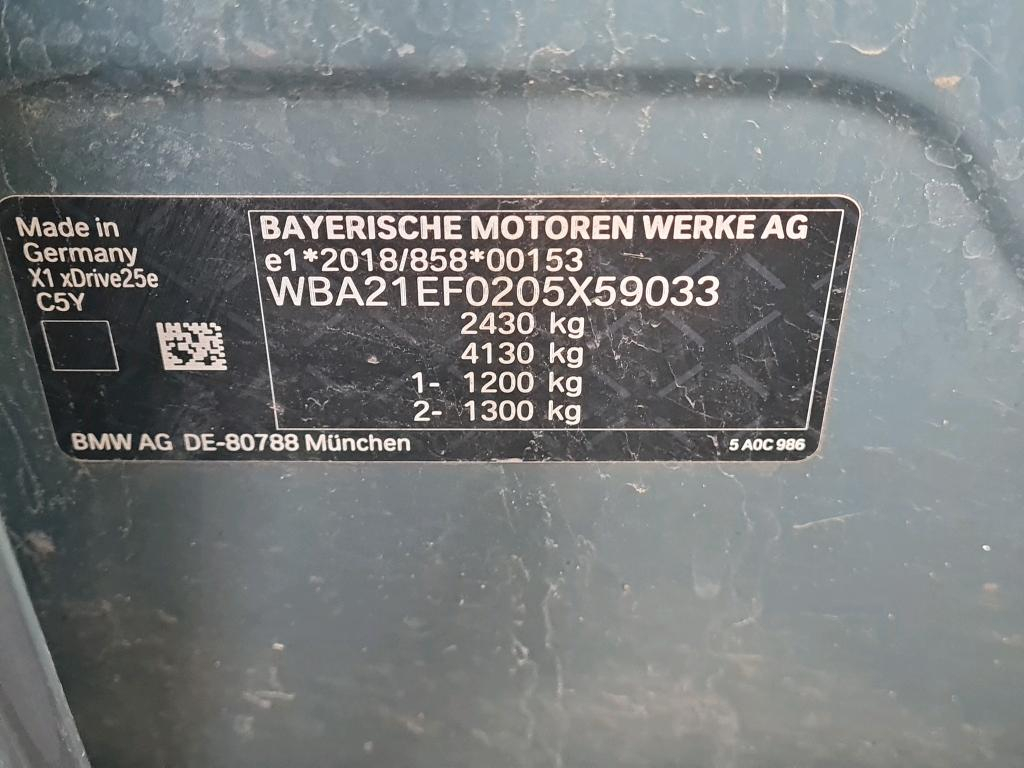 Made in
Germany
X1 xDrive25e
C5Y
BAYERISCHE MOTOREN WERKE AG
e1*2018/858*00153
WBA21EF0205X59033
2430 kg
4130 kg
1- 1200 kg
2- 1300 kg
BMW AG DE-80788 München
5 A0C 986